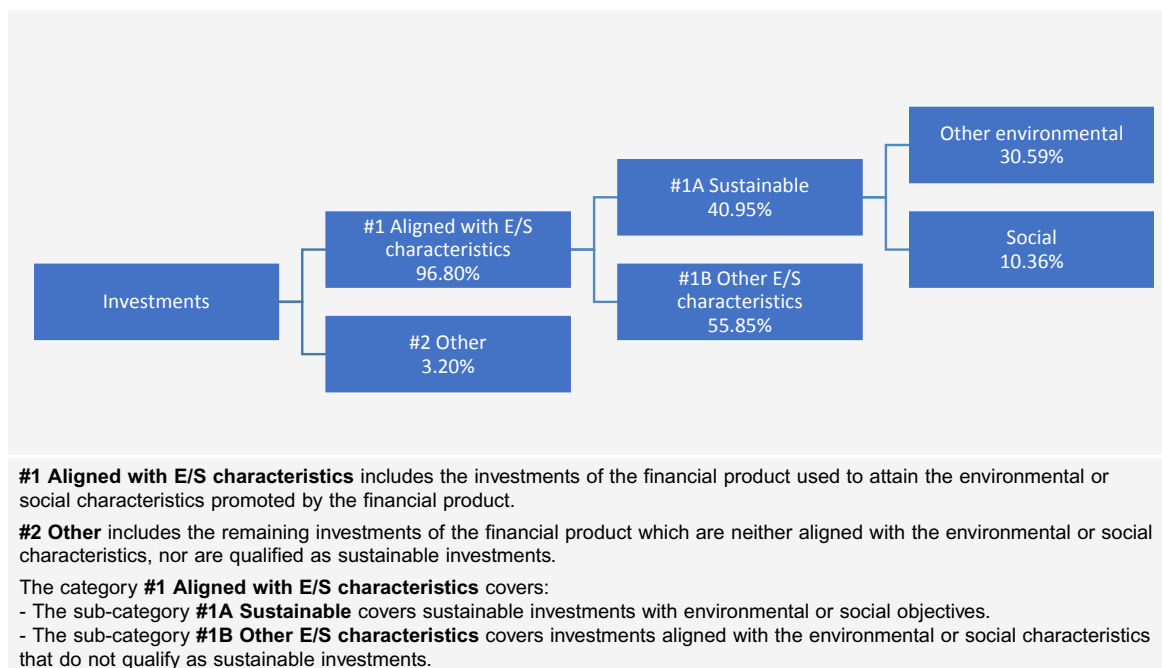 Investments
#1 Aligned with E/S
characteristics
96.80%
#2 Other
3.20%
#1A Sustainable
40.95%
#1B Other E/S
characteristics
55.85%
Other environmental
30.59%
Social
10.36%
#1 Aligned with E/S characteristics includes the investments of the financial product used to attain the environmental or
social characteristics promoted by the financial product.
#2 Other includes the remaining investments of the financial product which are neither aligned with the environmental or social
characteristics, nor are qualified as sustainable investments.
The category #1 Aligned with E/S characteristics covers:
- The sub-category #1A Sustainable covers sustainable investments with environmental or social objectives.
- The sub-category #1B Other E/S characteristics covers investments aligned with the environmental or social characteristics
that do not qualify as sustainable investments.